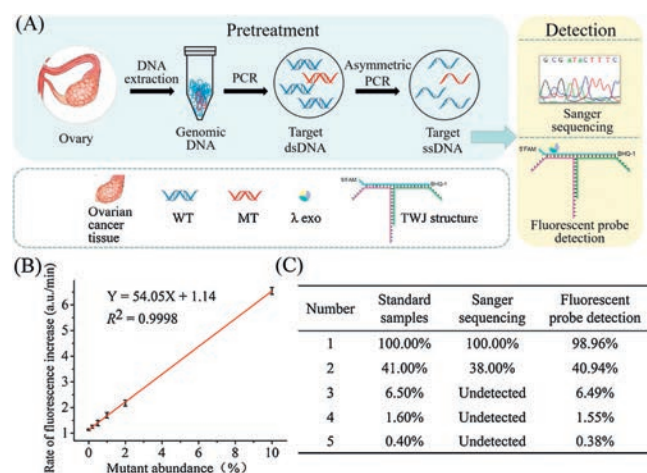 (A)
Pretreatment
Detection
DNA
extraction
PCR
Asymmetric
PCR
Ovary
Genomic
DNA
Target
dsDNA
Target
ssDNA
G C G A T A C T T T C
Sanger
sequencing
BHQ-1
Fluorescent probe
detection
Ovarian
cancer
tissue
WT
MT
λ exo
BHQ-1
TWJ structure
(B)
Y = 54.05X + 1.14
R² = 0.9998
Rate of fluorescence increase (a.u./min)
6
5
4
3
2
1
0 2 4 6 8 10
Mutant abundance (%)
(C)
Number Standard samples Sanger sequencing Fluorescent probe detection
1 100.00% 100.00% 98.96%
2 41.00% 38.00% 40.94%
3 6.50% Undetected 6.49%
4 1.60% Undetected 1.55%
5 0.40% Undetected 0.38%